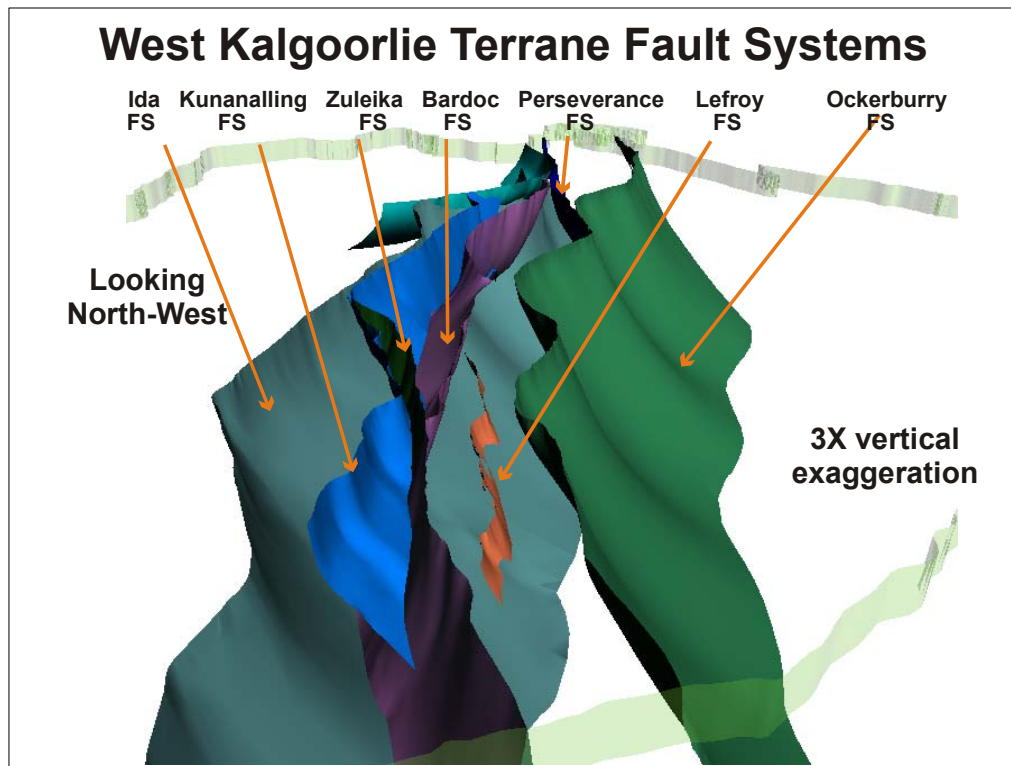 West Kalgoorlie Terrane Fault Systems
Ida Kunanalling Zuleika Bardoc Perseverance Lefroy Ockerburry
FS FS FS FS FS FS FS
Looking
North-West
3X vertical
exaggeration